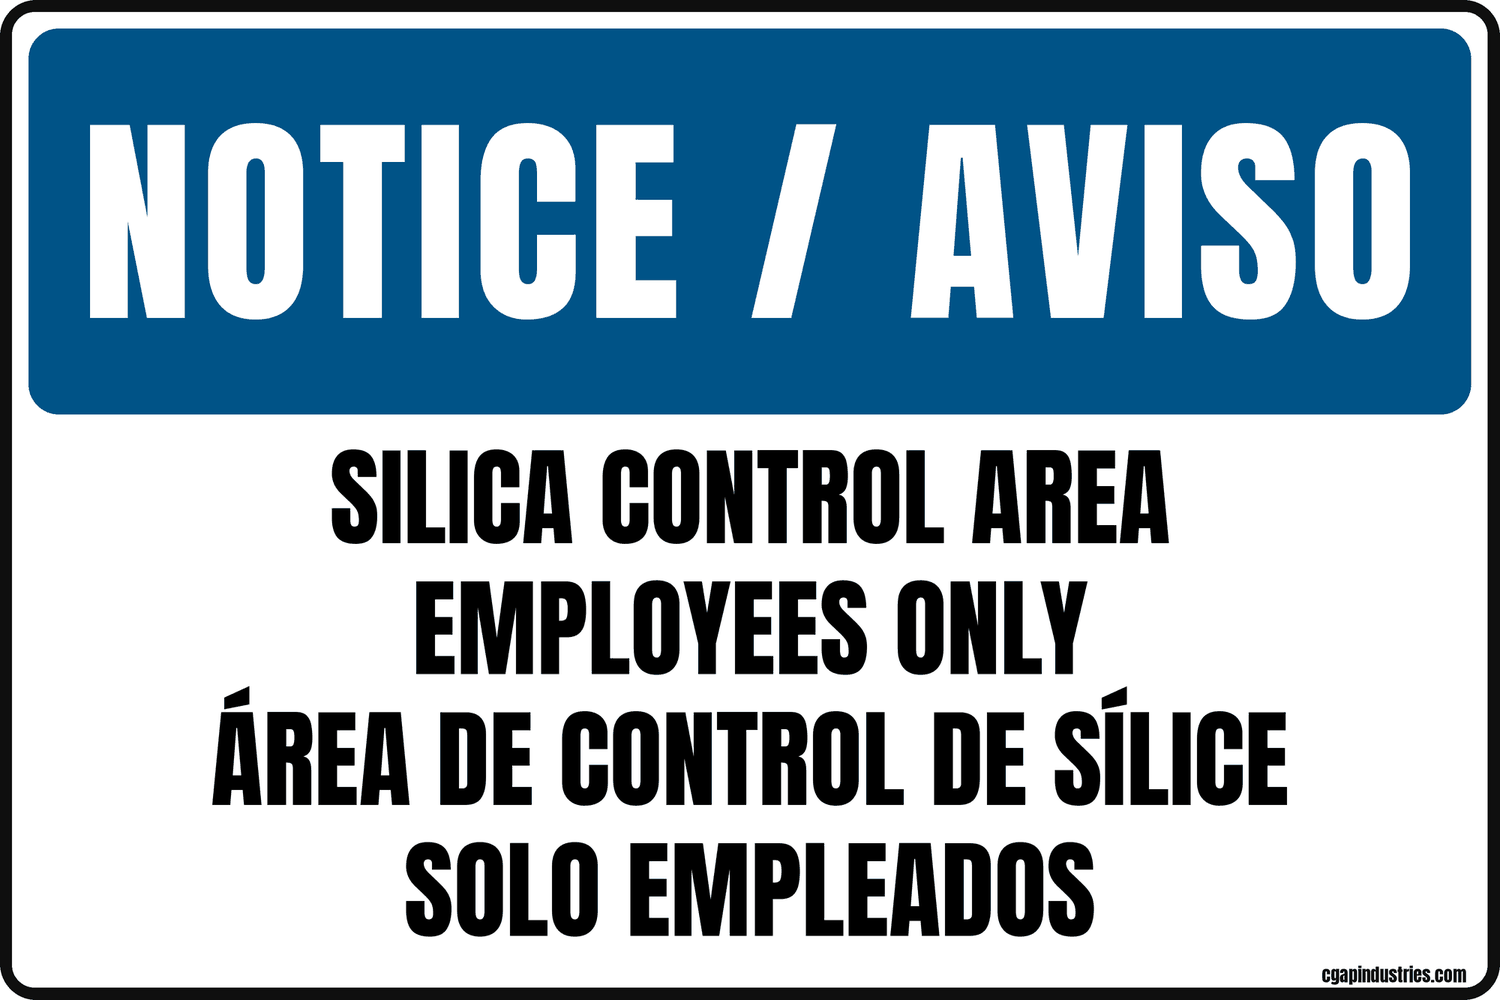 NOTICE / AVISO
SILICA CONTROL AREA
EMPLOYEES ONLY
ÁREA DE CONTROL DE SÍLICE
SOLO EMPLEADOS
cgapindustries.com